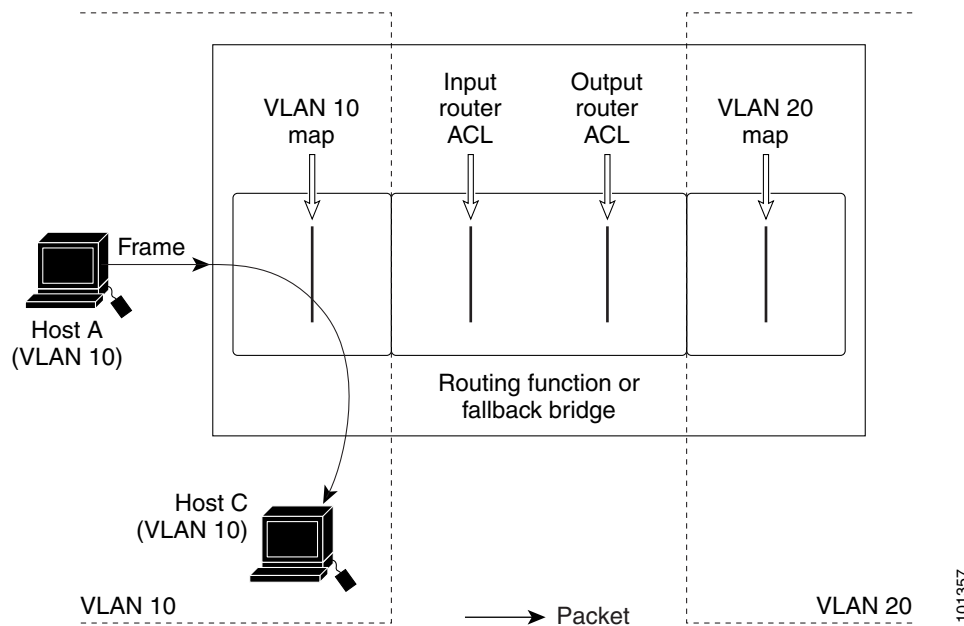 VLAN 10
map
Input
router
ACL
Output
router
ACL
VLAN 20
map
Frame
Host A
(VLAN 10)
Routing function or
fallback bridge
Host C
(VLAN 10)
VLAN 10
Packet
VLAN 20
101357